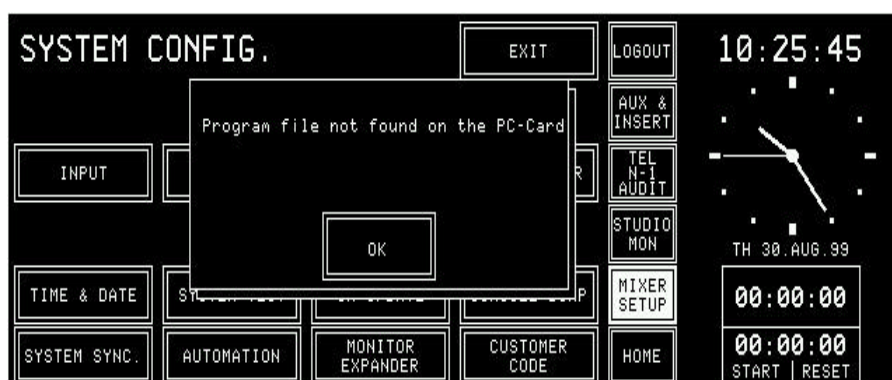 SYSTEM CONFIG.
EXIT
LOGOUT
10:25:45
Program file not found on the PC-Card
AUX &
INSERT
INPUT
R
TEL
N-1
AUDIT
OK
STUDIO
MON
TH 30.AUG.99
TIME & DATE
MIXER
SETUP
00:00:00
SYSTEM SYNC.
AUTOMATION
MONITOR
EXPANDER
CUSTOMER
CODE
HOME
00:00:00
START | RESET